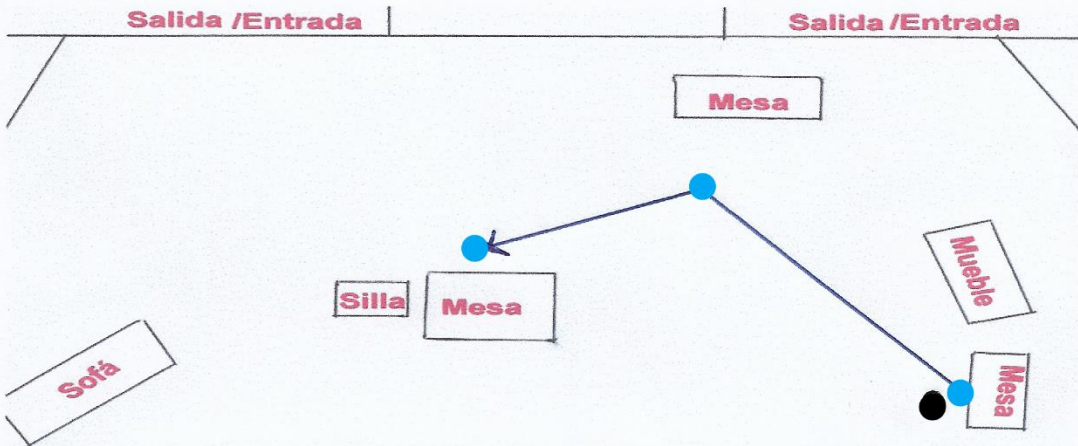 Salida /Entrada
Salida /Entrada
Mesa
Mueble
Silla
Mesa
Sofá
Mesa